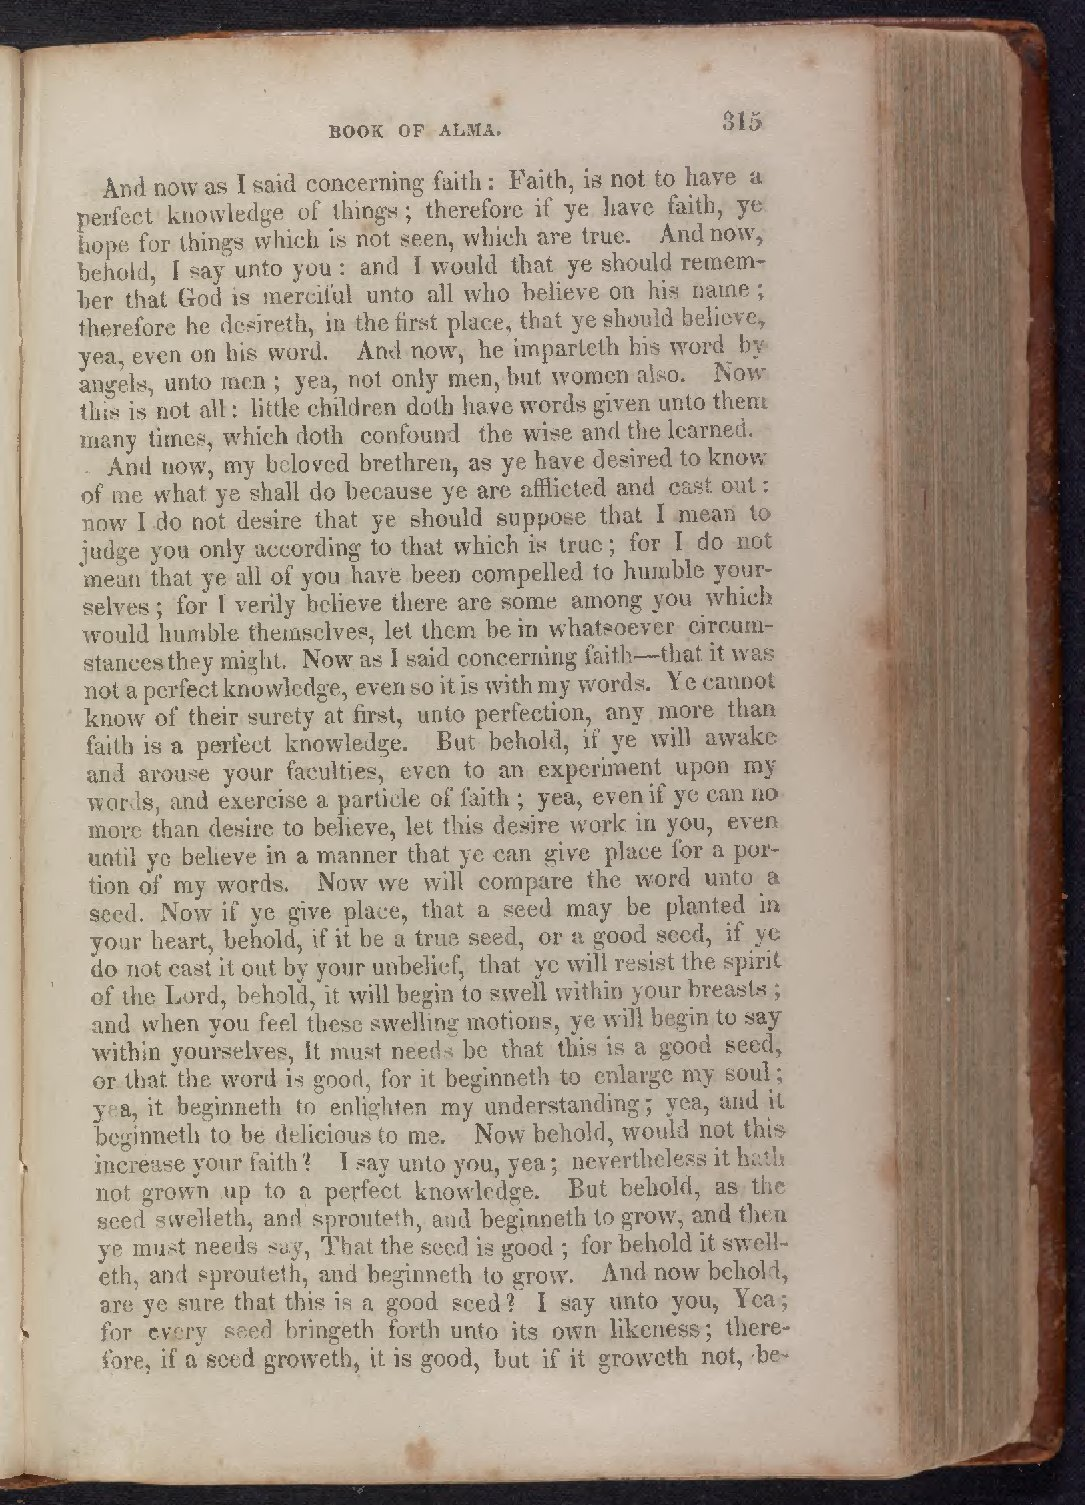 BOOK OF ALMA. 315
And now as I said concerning faith: Faith, is not to have a
perfect knowledge of things; therefore if ye have faith, ye
hope for things which is not seen, which are true. And now,
behold, I say unto you: and I would that ye should remem-
ber that God is merciful unto all who believe on his name;
therefore he desireth, in the first place, that ye should believe,
yea, even on his word. And now, he imparteth his word by
angels, unto men; yea, not only men, but women also. Now
this is not all: little children doth have words given unto them
many times, which doth confound the wise and the learned.
And now, my beloved brethren, as ye have desired to know
of me what ye shall do because ye are afflicted and cast out:
now I do not desire that ye should suppose that I mean to
judge you only according to that which is true; for I do not
mean that ye all of you have been compelled to humble your-
selves; for I verily believe there are some among you which
would humble themselves, let them be in whatsoever circum-
stances they might. Now as I said concerning faith—that it was
not a perfect knowledge, even so it is with my words. Ye cannot
know of their surety at first, unto perfection, any more than
faith is a perfect knowledge. But behold, if ye will awake
and arouse your faculties, even to an experiment upon my
words, and exercise a particle of faith; yea, even if ye can no
more than desire to believe, let this desire work in you, even
until ye believe in a manner that ye can give place for a por-
tion of my words. Now we will compare the word unto a
seed. Now if ye give place, that a seed may be planted in
your heart, behold, if it be a true seed, or a good seed, if ye
do not cast it out by your unbelief, that ye will resist the spirit
of the Lord, behold, it will begin to swell within your breasts;
and when you feel these swelling motions, ye will begin to say
within yourselves, It must needs be that this is a good seed,
or that the word is good, for it beginneth to enlarge my soul;
yea, it beginneth to enlighten my understanding; yea, and it
beginneth to be delicious to me. Now behold, would not this
increase your faith? I say unto you, yea; nevertheless it hath
not grown up to a perfect knowledge. But behold, as the
seed swelleth, and sprouteth, and beginneth to grow, and then
ye must needs say, That the seed is good; for behold it swell-
eth, and sprouteth, and beginneth to grow. And now behold,
are ye sure that this is a good seed? I say unto you, Yea;
for every seed bringeth forth unto its own likeness; there-
fore, if a seed groweth, it is good, but if it groweth not, be-